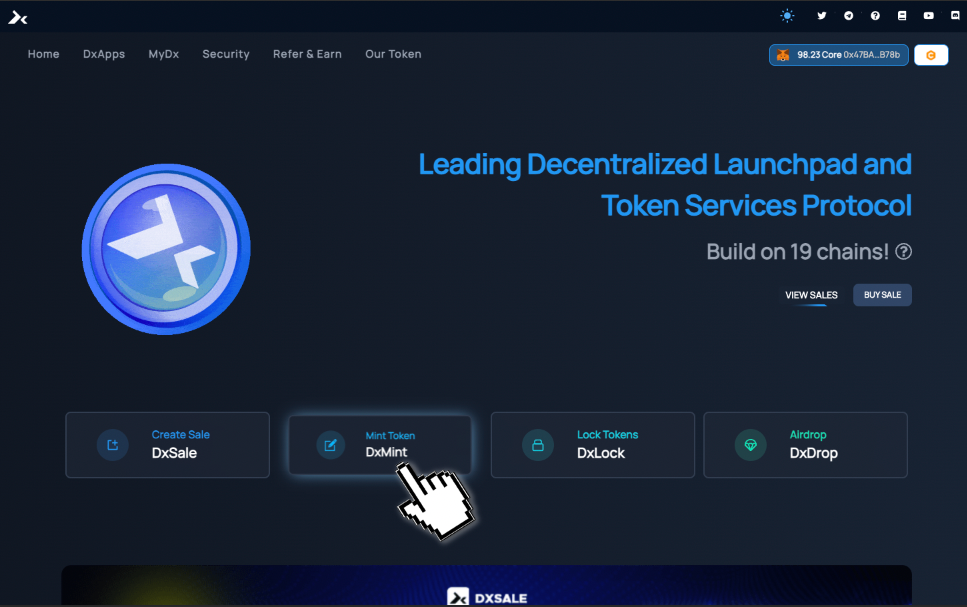 Home DxApps MyDx Security Refer & Earn Our Token
98.23 Core 0x47BA...B78b
Leading Decentralized Launchpad and
Token Services Protocol
Build on 19 chains!
VIEW SALES BUY SALE
Create Sale
DxSale
Mint Token
DxMint
Lock Tokens
DxLock
Airdrop
DxDrop
DXSALE